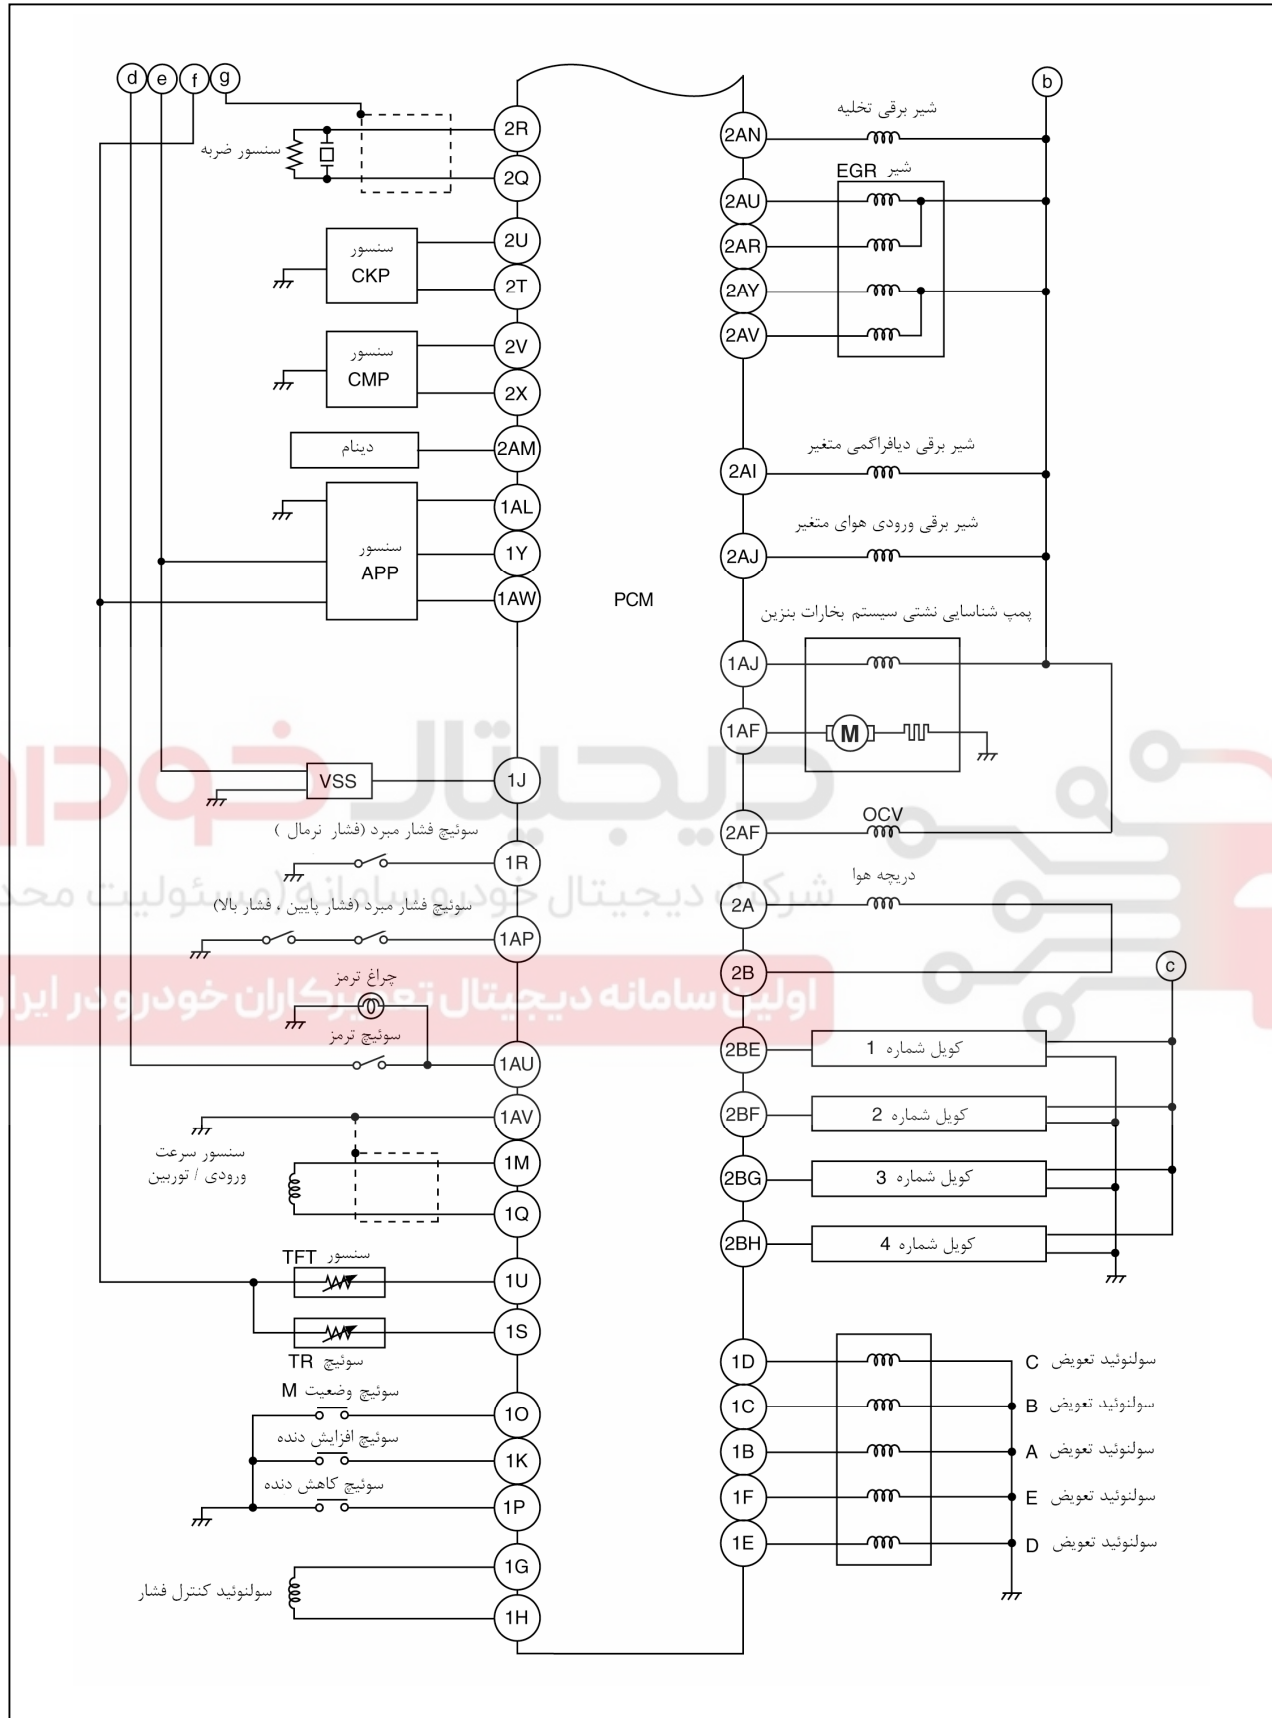 d e f g
b
سنسور ضربه
2R
2Q
سنسور
CKP
2U
2T
سنسور
CMP
2V
2X
دینام
2AM
سنسور
APP
1AL
1Y
1AW
PCM
VSS
1J
سوئیچ فشار مبرد (فشار نرمال )
1R
سوئیچ فشار مبرد (فشار پایین ، فشار بالا)
1AP
چراغ ترمز
سوئیچ ترمز
1AU
1AV
سنسور سرعت
ورودی / توربین
1M
1Q
سنسور TFT
1U
1S
سوئیچ TR
سوئیچ وضعیت M
1O
سوئیچ افزایش دنده
1K
سوئیچ کاهش دنده
1P
1G
سولنوئید کنترل فشار
1H
شیر برقی تخلیه
2AN
شیر EGR
2AU
2AR
2AY
2AV
شیر برقی دیافراگمی متغیر
2AI
شیر برقی ورودی هوای متغیر
2AJ
پمپ شناسایی نشتی سیستم بخارات بنزین
1AJ
1AF
M
OCV
2AF
دریچه هوا
2A
2B
c
2BE
کویل شماره 1
2BF
کویل شماره 2
2BG
کویل شماره 3
2BH
کویل شماره 4
1D
سولنوئید تعویض C
1C
سولنوئید تعویض B
1B
سولنوئید تعویض A
1F
سولنوئید تعویض E
1E
سولنوئید تعویض D
دیجیتال خودرو
شرکت دیجیتال خودرو سامانه (مسئولیت
اولین سامانه دیجیتال تعمیرکاران خودرو در ایران